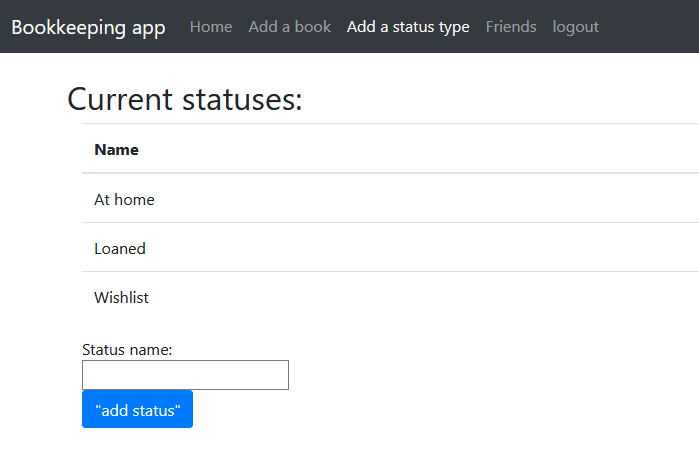 Bookkeeping app Home Add a book Add a status type Friends logout
Current statuses:
Name
At home
Loaned
Wishlist
Status name:
"add status"